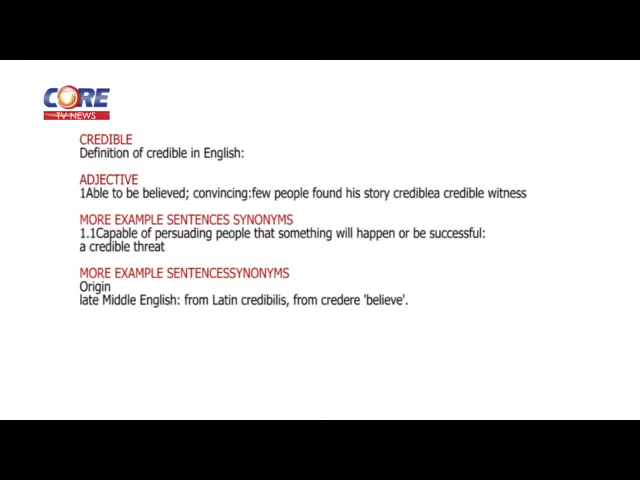 CORE
TV NEWS
CREDIBLE
Definition of credible in English:
ADJECTIVE
1Able to be believed; convincing:few people found his story crediblea credible witness
MORE EXAMPLE SENTENCES SYNONYMS
1.1Capable of persuading people that something will happen or be successful:
a credible threat
MORE EXAMPLE SENTENCESSYNONYMS
Origin
late Middle English: from Latin credibilis, from credere 'believe'.